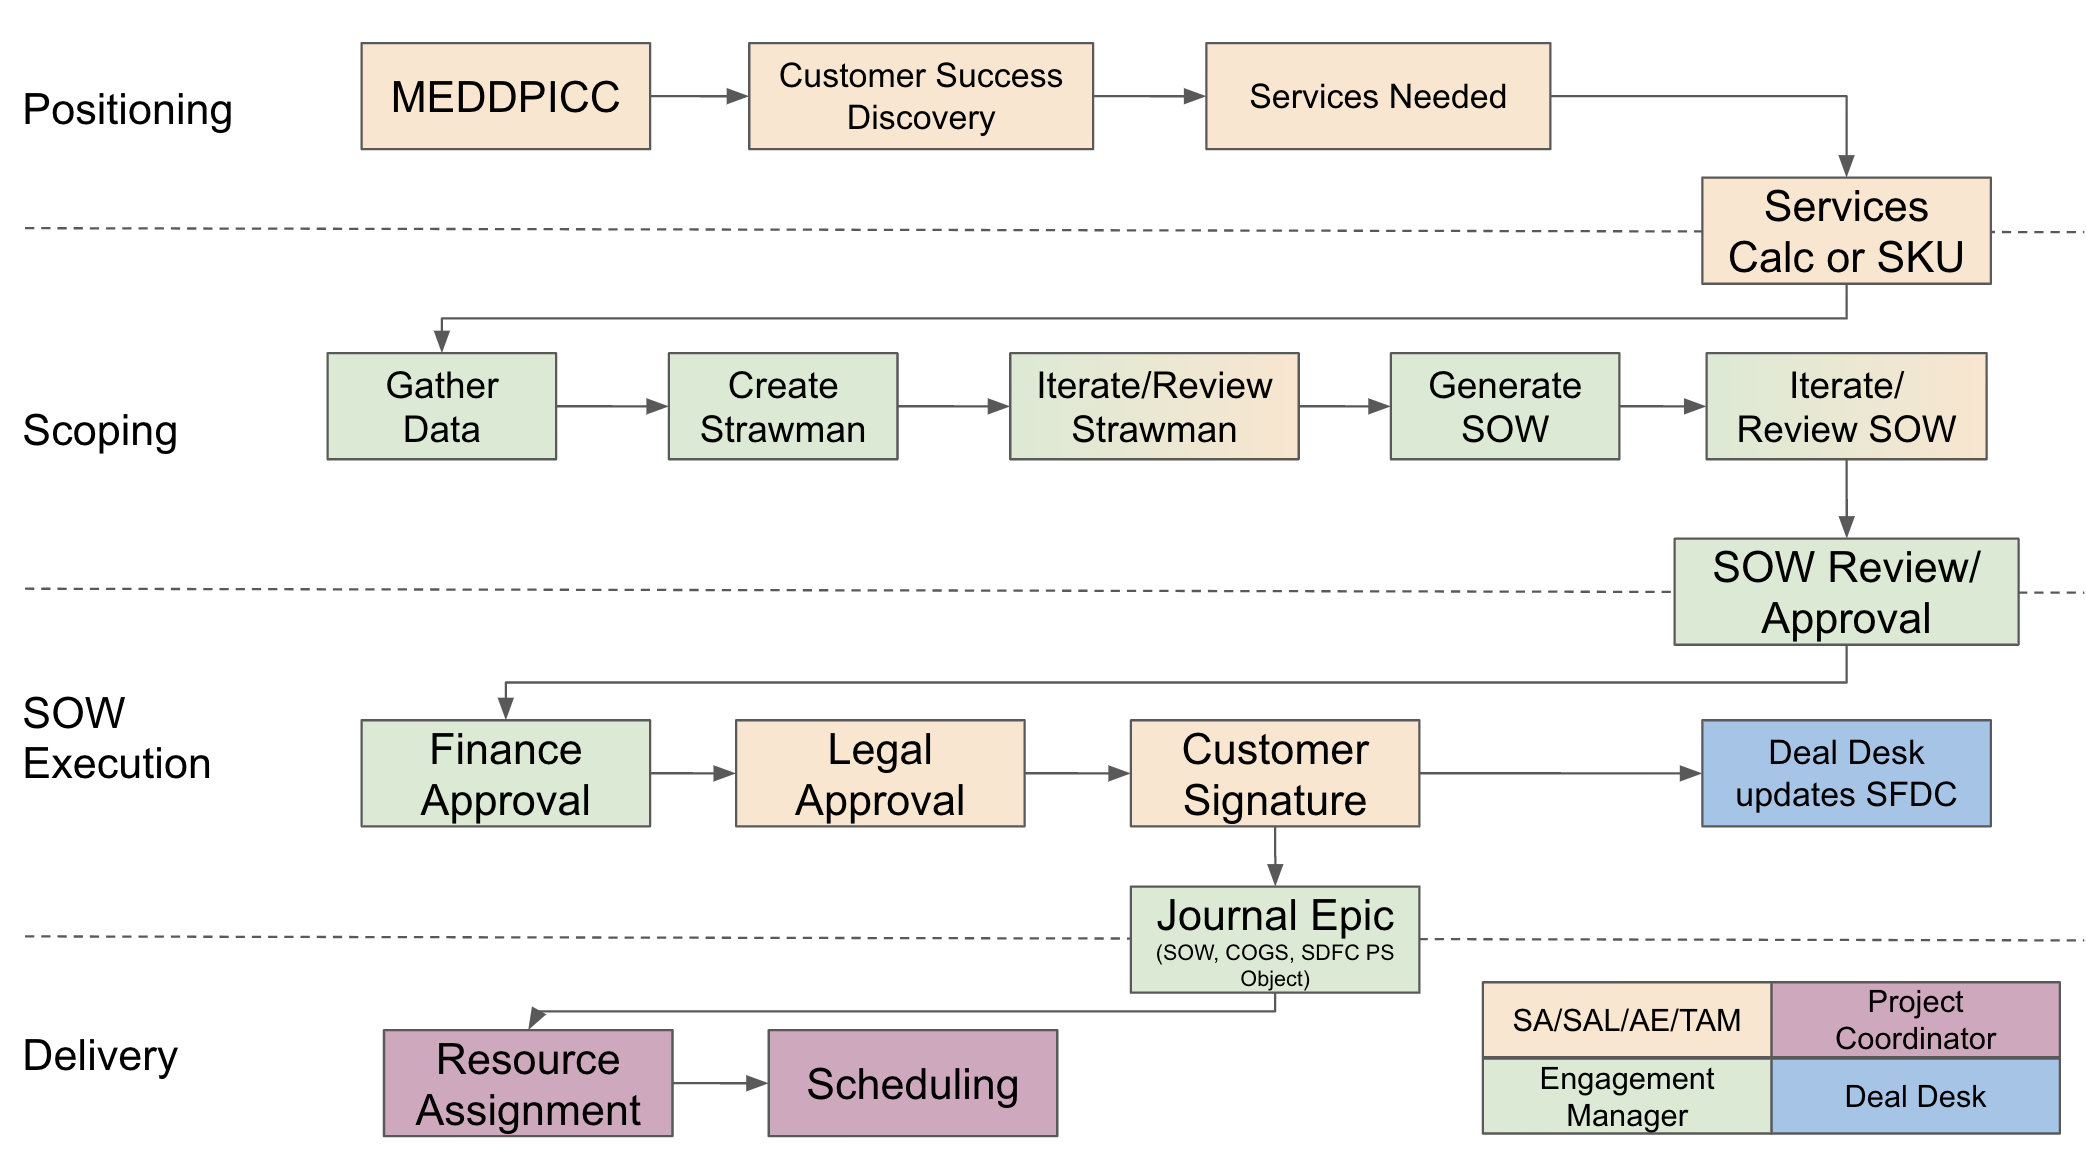 Positioning
MEDDPICC
Customer Success
Discovery
Services Needed
Services
Calc or SKU
Scoping
Gather
Data
Create
Strawman
Iterate/Review
Strawman
Generate
SOW
Iterate/
Review SOW
SOW Review/
Approval
SOW
Execution
Finance
Approval
Legal
Approval
Customer
Signature
Deal Desk
updates SFDC
Journal Epic
(SOW, COGS, SDFC PS
Object)
Delivery
Resource
Assignment
Scheduling
SA/SAL/AE/TAM
Project
Coordinator
Engagement
Manager
Deal Desk